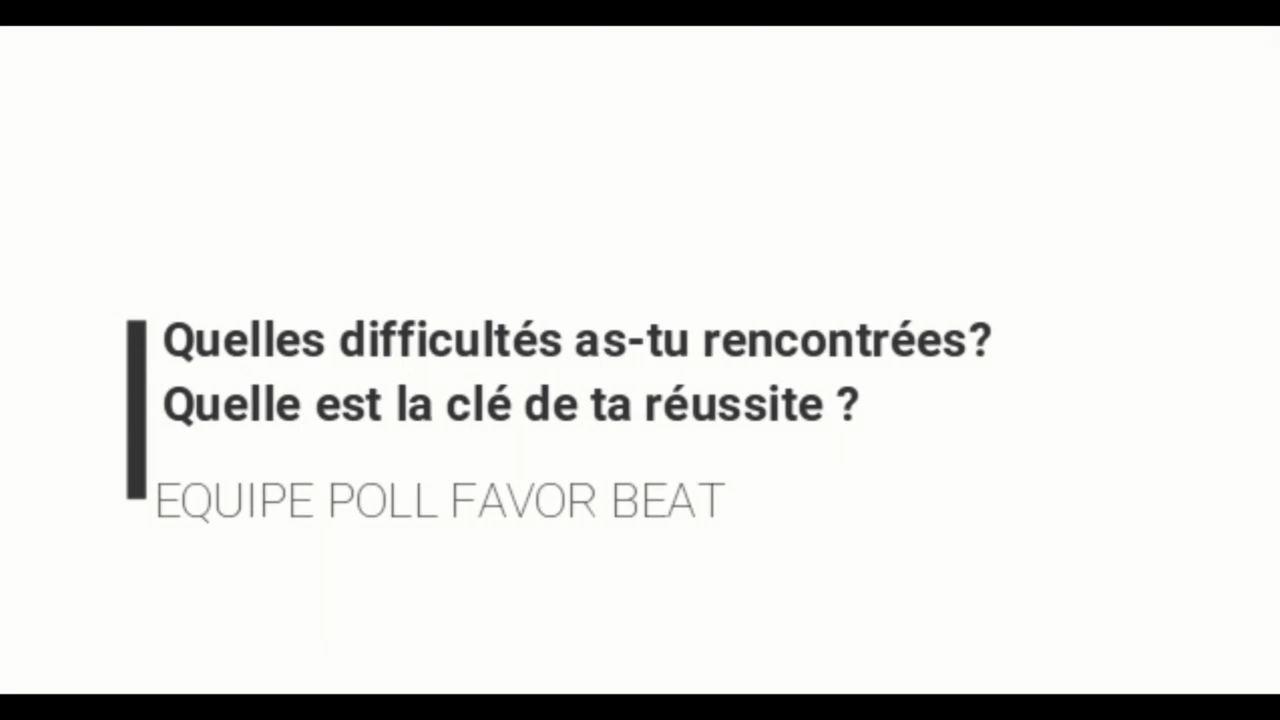 Quelles difficultés as-tu rencontrées?
Quelle est la clé de ta réussite ?
EQUIPE POLL FAVOR BEAT